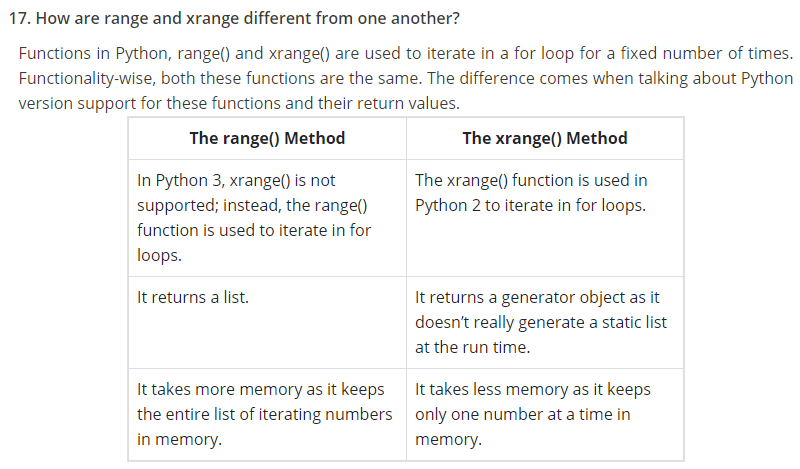 17. How are range and xrange different from one another?
Functions in Python, range() and xrange() are used to iterate in a for loop for a fixed number of times.
Functionality-wise, both these functions are the same. The difference comes when talking about Python
version support for these functions and their return values.
The range() Method
The xrange() Method
In Python 3, xrange() is not
supported; instead, the range()
function is used to iterate in for
loops.
The xrange() function is used in
Python 2 to iterate in for loops.
It returns a list.
It returns a generator object as it
doesn’t really generate a static list
at the run time.
It takes more memory as it keeps
the entire list of iterating numbers
in memory.
It takes less memory as it keeps
only one number at a time in
memory.